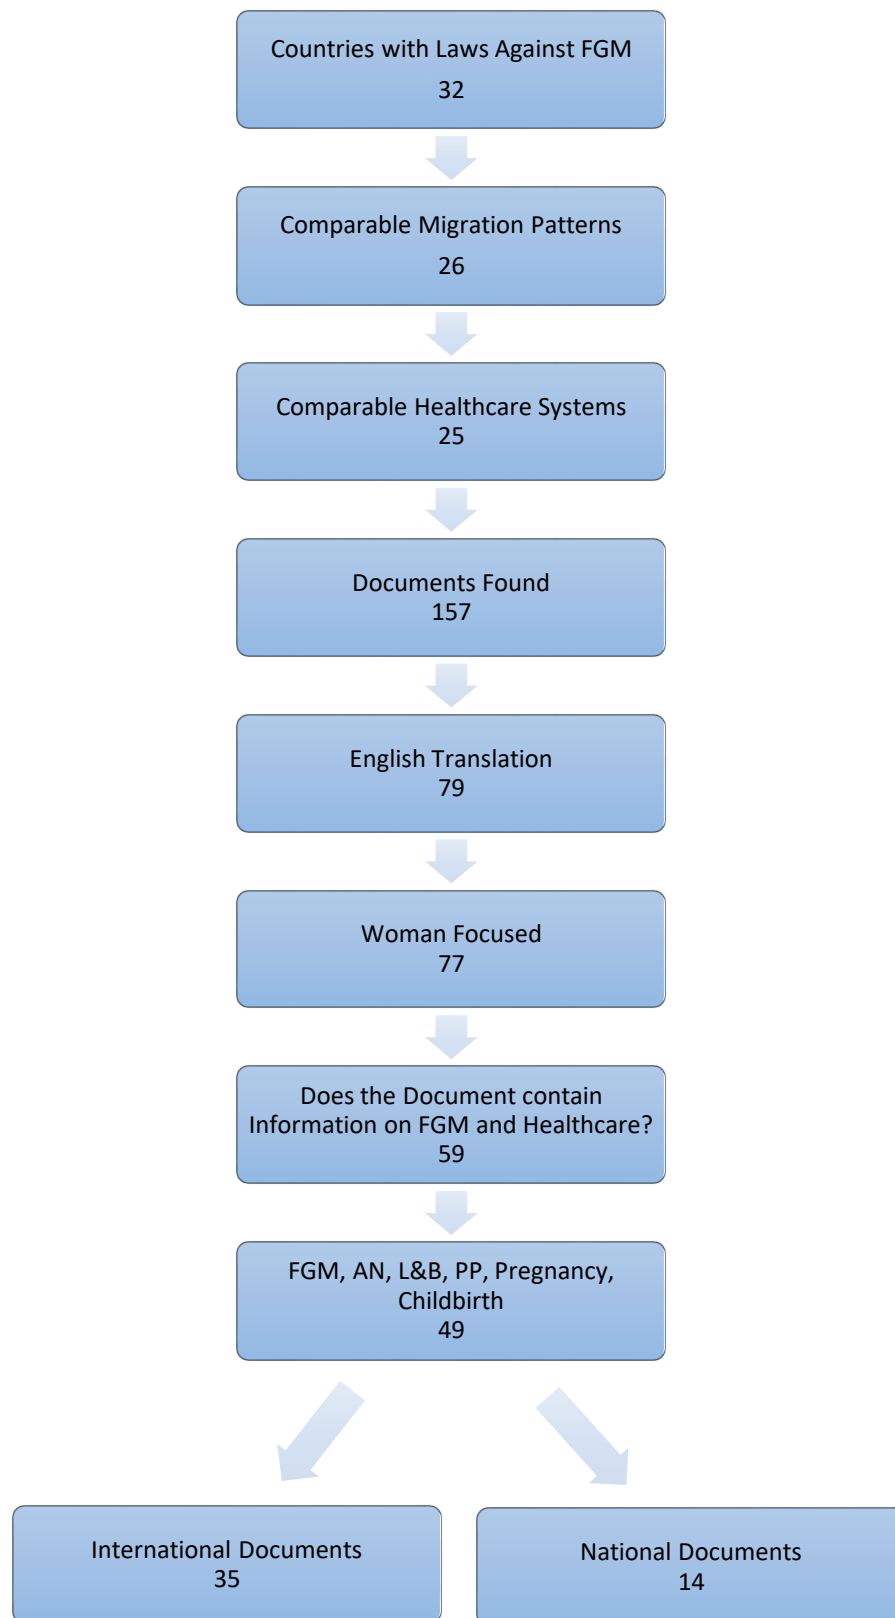 Countries with Laws Against FGM
32
Comparable Migration Patterns
26
Comparable Healthcare Systems
25
Documents Found
157
English Translation
79
Woman Focused
77
Does the Document contain
Information on FGM and Healthcare?
59
FGM, AN, L&B, PP, Pregnancy,
Childbirth
49
International Documents
35
National Documents
14